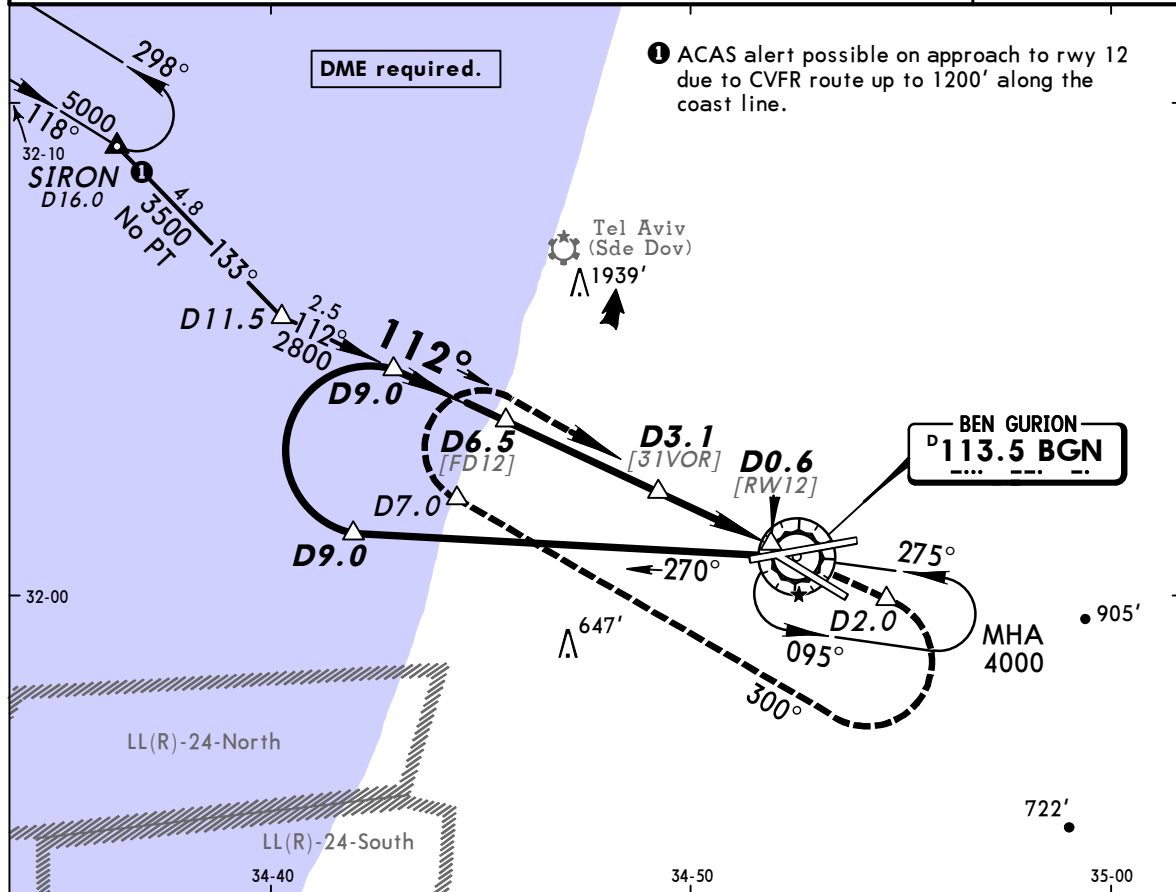 298°
DME required.
❶ ACAS alert possible on approach to rwy 12
due to CVFR route up to 1200' along the
coast line.
5000
118°
32-10
SIRON
D16.0
❶
4.8
3500
No PT
133°
Tel Aviv
(Sde Dov)
1939'
D11.5
2.5
112°
2800
112°
D9.0
D6.5
[FD12]
D3.1
[31VOR]
D0.6
[RW12]
BEN GURION
D 113.5 BGN
D7.0
D9.0
270°
275°
32-00
D2.0
095°
MHA
4000
905'
647'
300°
LL(R)-24-North
722'
LL(R)-24-South
34-40
34-50
35-00